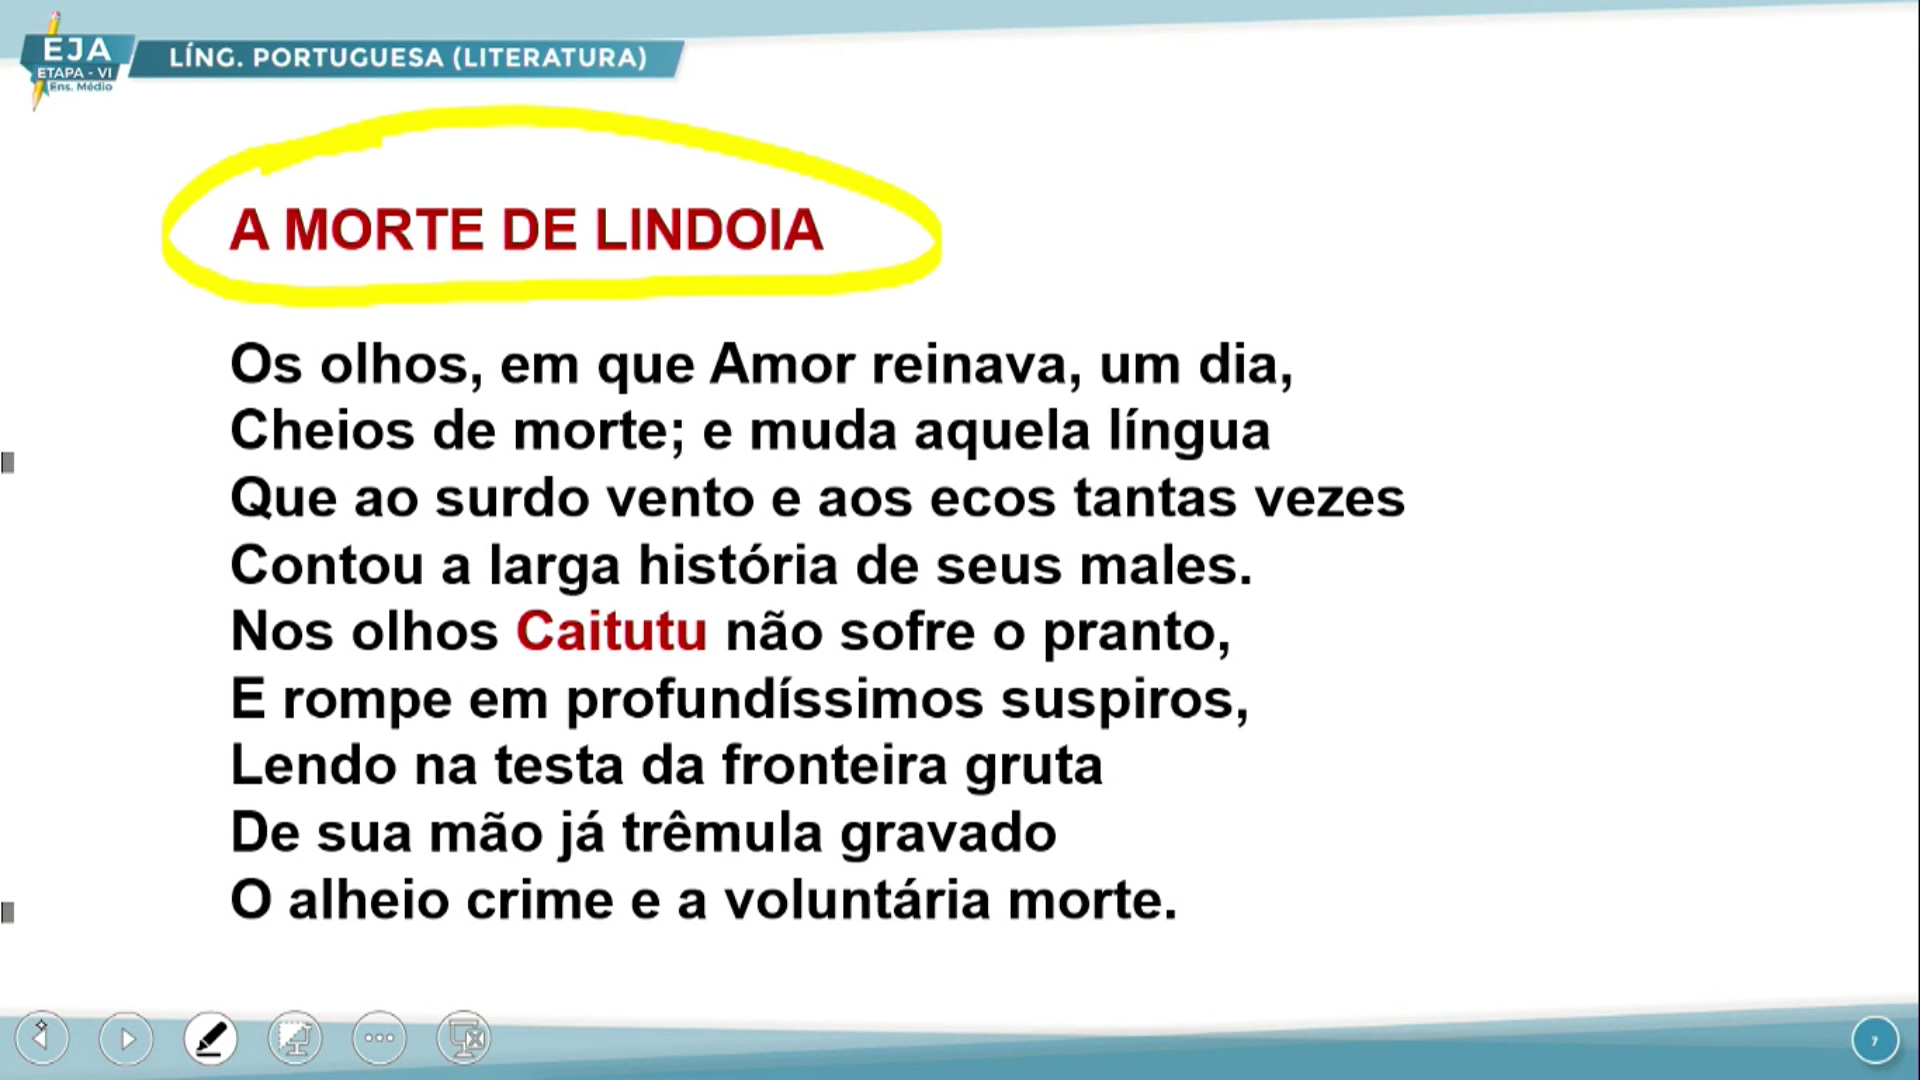 EJA
ETAPA - VI
Ens. Médio
LÍNG. PORTUGUESA (LITERATURA)
A MORTE DE LINDOIA
Os olhos, em que Amor reinava, um dia,
Cheios de morte; e muda aquela língua
Que ao surdo vento e aos ecos tantas vezes
Contou a larga história de seus males.
Nos olhos Caitutu não sofre o pranto,
E rompe em profundíssimos suspiros,
Lendo na testa da fronteira gruta
De sua mão já trêmula gravado
O alheio crime e a voluntária morte.
7